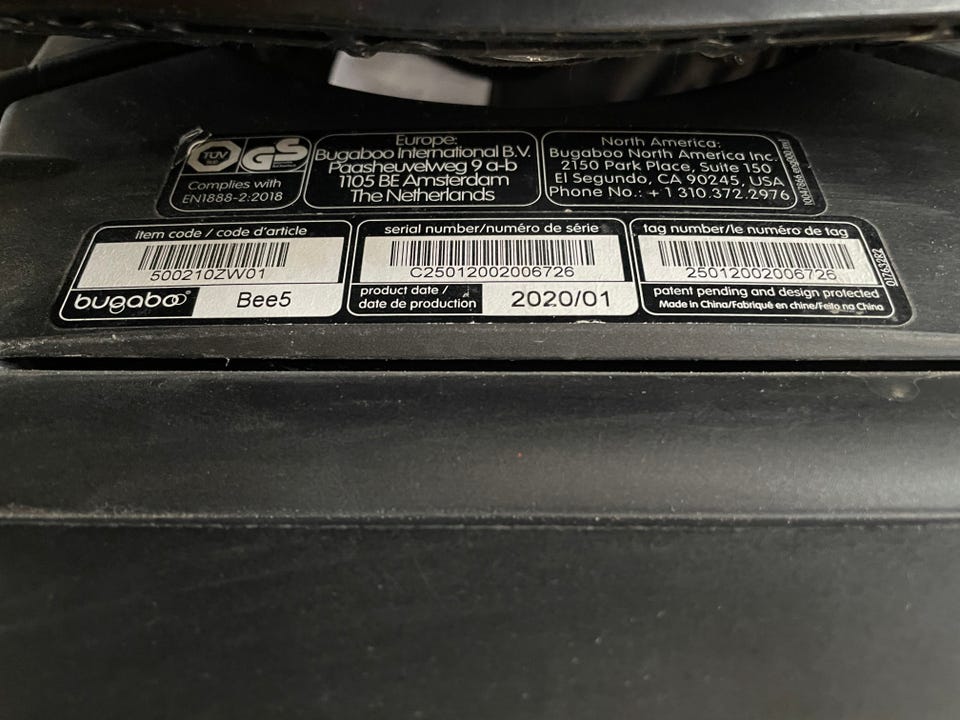 TÜV
SÜD
GS
Complies with
EN1888-2:2018
Europe:
Bugaboo International B.V.
Paasheuvelweg 9 a-b
1105 BE Amsterdam
The Netherlands
North America:
Bugaboo North America Inc.
2150 Park Place, Suite 150
El Segundo, CA 90245, USA
Phone No.: +1 310.372.2976
item code / code d'article
500210ZW01
bugaboo
Bee5
serial number/numéro de série
C25012002006726
product date /
date de production
2020/01
tag number/le numéro de tag
25012002006726
patent pending and design protected
Made in China/Fabriqué en chine/Feito na China